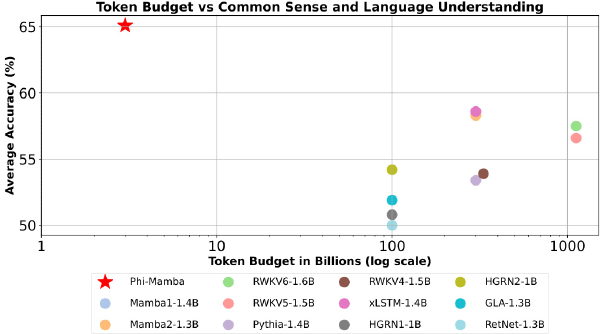 Token Budget vs Common Sense and Language Understanding
Average Accuracy (%)
65
60
55
50
1 10 100 1000
Token Budget in Billions (log scale)
Phi-Mamba RWKV6-1.6B RWKV4-1.5B HGRN2-1B
Mamba1-1.4B RWKV5-1.5B xLSTM-1.4B GLA-1.3B
Mamba2-1.3B Pythia-1.4B HGRN1-1B RetNet-1.3B